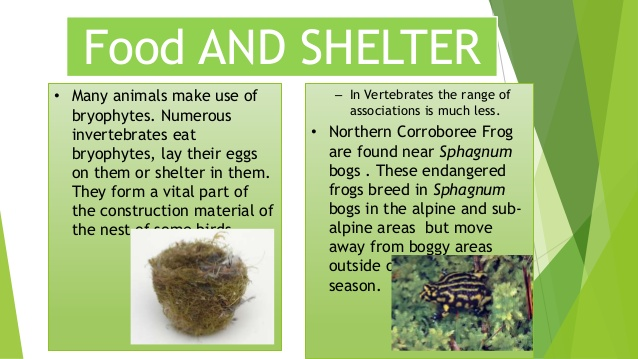 Food AND SHELTER
• Many animals make use of
bryophytes. Numerous
invertebrates eat
bryophytes, lay their eggs
on them or shelter in them.
They form a vital part of
the construction material of
the nest of some birds
– In Vertebrates the range of
associations is much less.
• Northern Corroboree Frog
are found near Sphagnum
bogs . These endangered
frogs breed in Sphagnum
bogs in the alpine and sub-
alpine areas but move
away from boggy areas
outside
season.